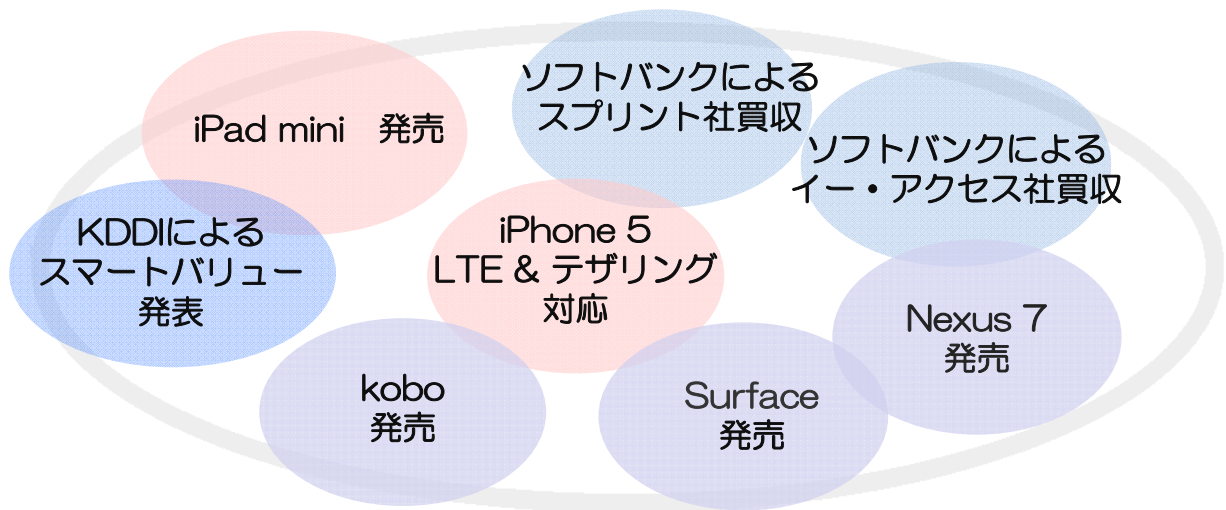 iPad mini　発売
ソフトバンクによる
スプリント社買収
ソフトバンクによる
イー・アクセス社買収
KDDIによる
スマートバリュー
発表
iPhone 5
LTE & テザリング
対応
Nexus 7
発売
kobo
発売
Surface
発売